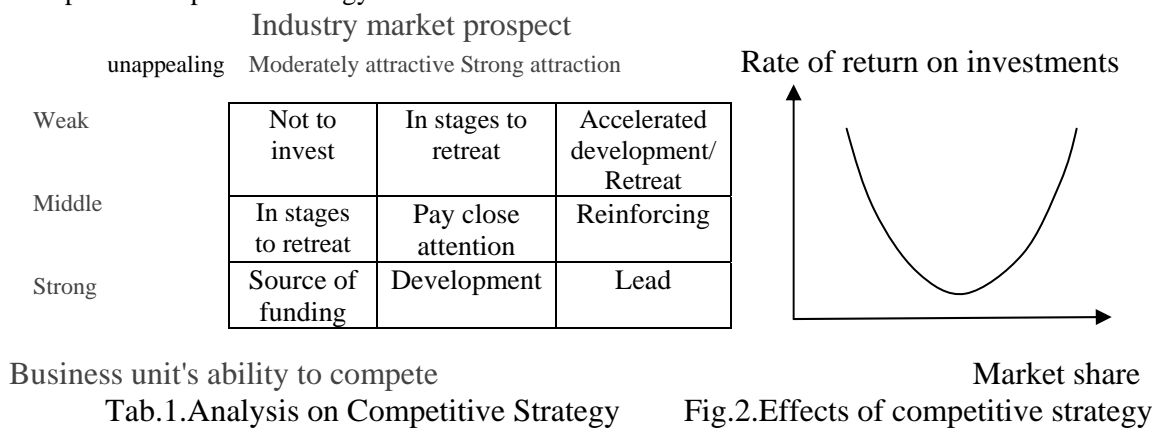 Industry market prospect
unappealing Moderately attractive Strong attraction
Weak
Not to
invest
In stages to
retreat
Accelerated
development/
Retreat
Middle
In stages
to retreat
Pay close
attention
Reinforcing
Strong
Source of
funding
Development
Lead
Business unit's ability to compete
Tab.1.Analysis on Competitive Strategy
Rate of return on investments
Market share
Fig.2.Effects of competitive strategy